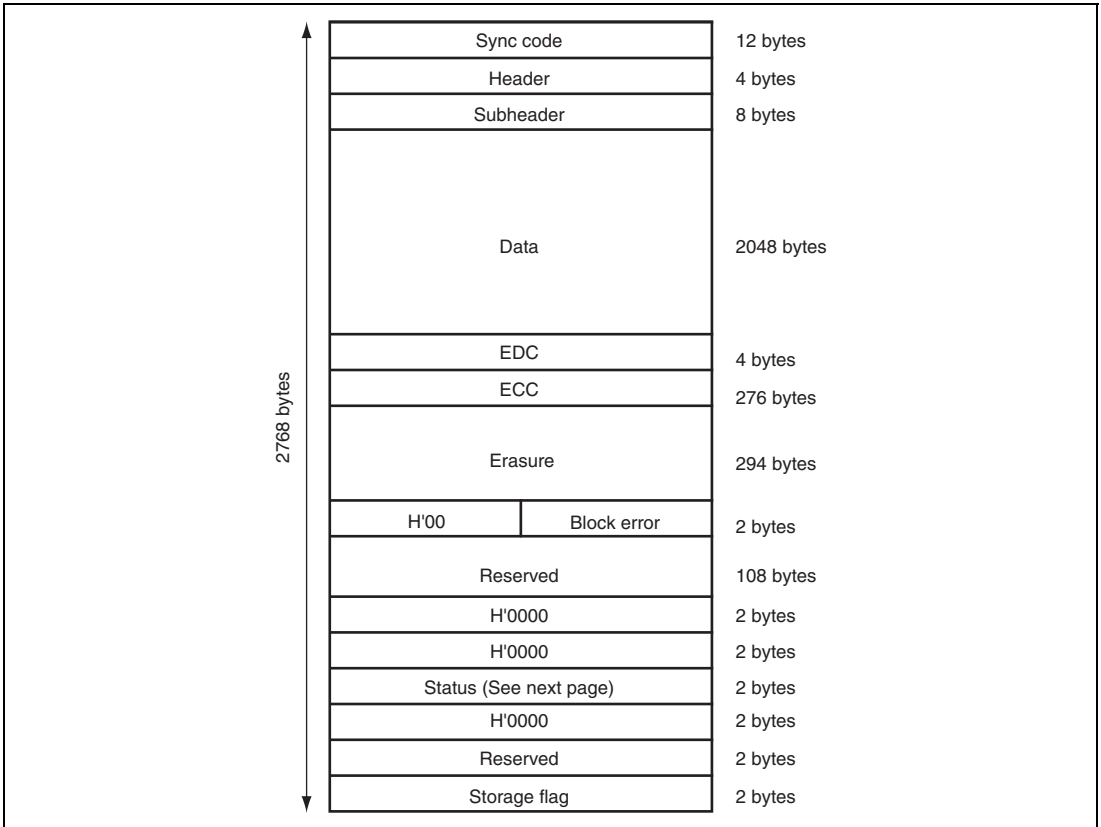 Sync code 12 bytes
Header 4 bytes
Subheader 8 bytes
Data 2048 bytes
EDC 4 bytes
ECC 276 bytes
2768 bytes
Erasure 294 bytes
H'00 Block error 2 bytes
Reserved 108 bytes
H'0000 2 bytes
H'0000 2 bytes
Status (See next page) 2 bytes
H'0000 2 bytes
Reserved 2 bytes
Storage flag 2 bytes